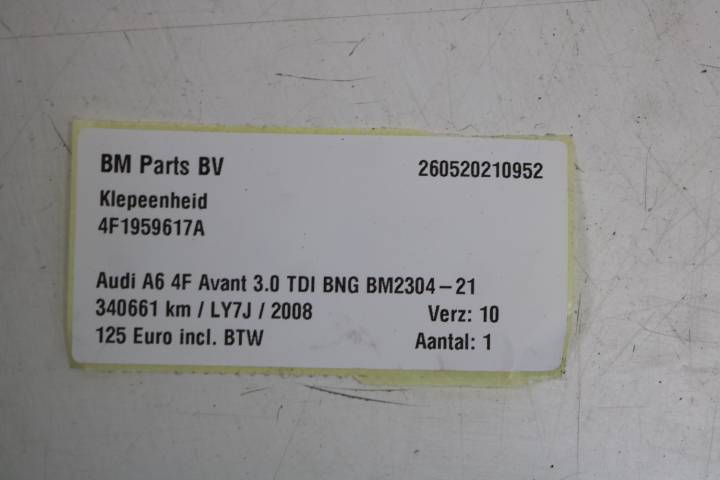 BM Parts BV 260520210952
Klepeenheid
4F1959617A
Audi A6 4F Avant 3.0 TDI BNG BM2304-21
340661 km / LY7J / 2008 Verz: 10
125 Euro incl. BTW Aantal: 1